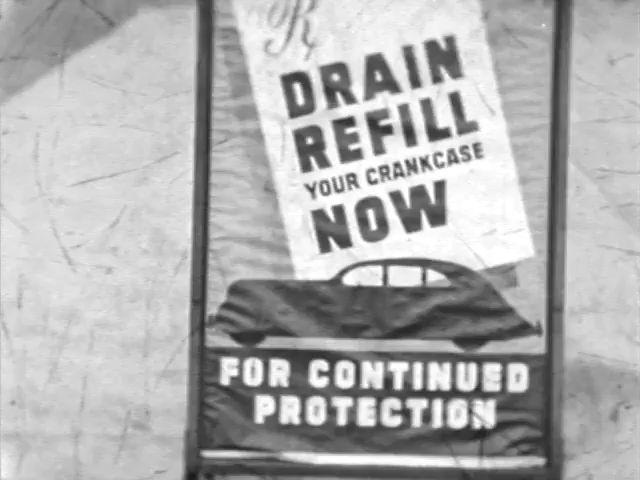 ℞
DRAIN
REFILL
YOUR CRANKCASE
NOW
FOR CONTINUED
PROTECTION